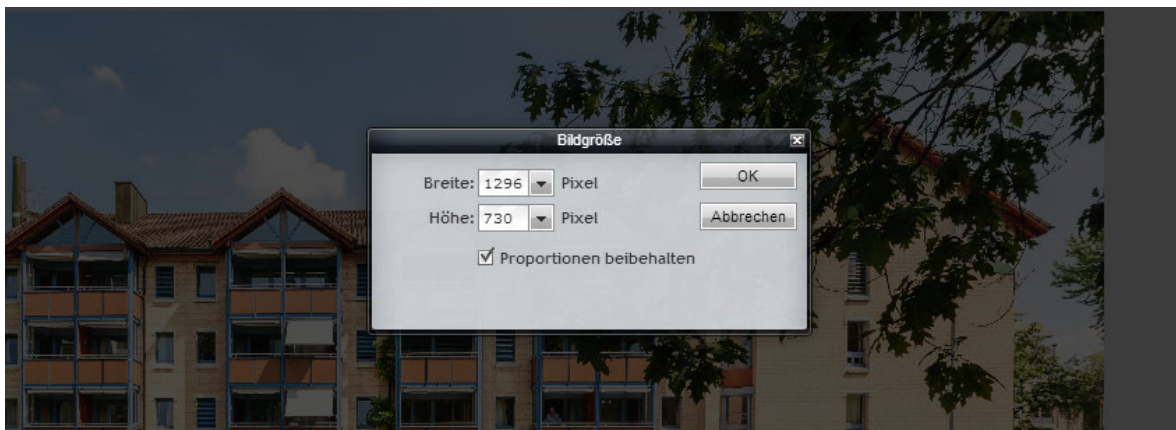 Bildgröße
Breite: 1296 Pixel OK
Höhe: 730 Pixel Abbrechen
Proportionen beibehalten